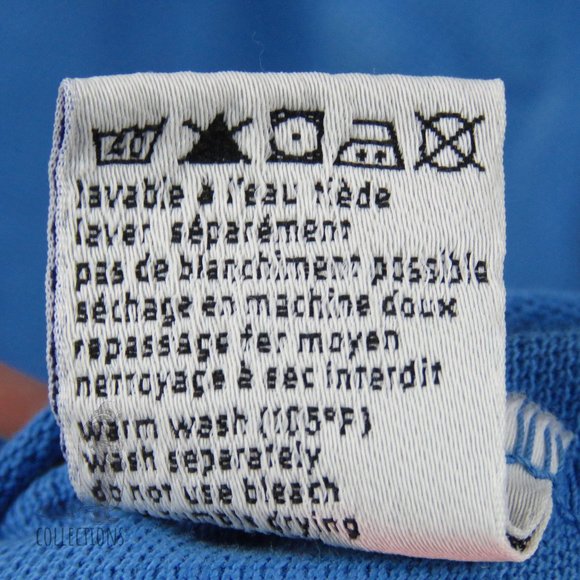 40
lavable à l'eau tiède
laver séparément
pas de blanchiment possible
séchage en machine doux
repassage fer moyen
nettoyage à sec interdit
warm wash (105°F)
wash separately
do not use bleach
drying
COLLECTIONS